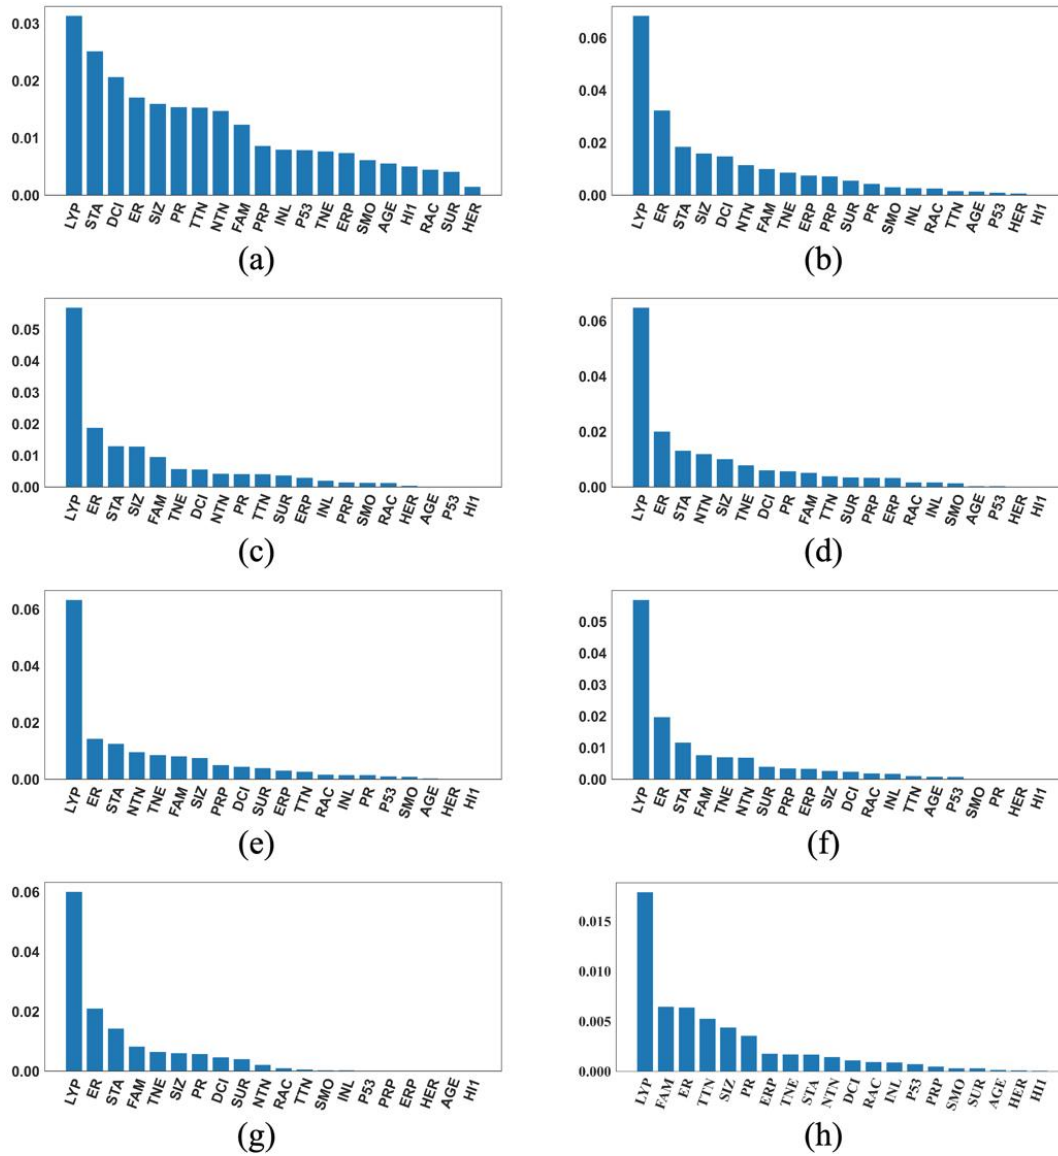 0.03
0.02
0.01
0.00
LYP STA DCI ER SIZ PR TTN NTN FAM PRP INL P53 TNE ERP SMO AGE HI1 RAC SUR HER
(a)
0.06
0.04
0.02
0.00
LYP ER STA SIZ DCI NTN FAM TNE ERP PRP SUR PR SMO INL RAC TTN AGE P53 HER HI1
(b)
0.05
0.04
0.03
0.02
0.01
0.00
LYP ER STA SIZ FAM TNE DCI NTN PR TTN SUR ERP INL PRP SMO RAC HER AGE P53 HI1
(c)
0.06
0.04
0.02
0.00
LYP ER STA NTN SIZ TNE DCI PR FAM TTN SUR PRP ERP RAC INL SMO AGE P53 HER HI1
(d)
0.06
0.04
0.02
0.00
LYP ER STA NTN TNE FAM SIZ PRP DCI SUR ERP TTN RAC INL PR P53 SMO AGE HER HI1
(e)
0.05
0.04
0.03
0.02
0.01
0.00
LYP ER STA FAM TNE NTN SUR PRP ERP SIZ DCI RAC INL TTN AGE P53 SMO PR HER HI1
(f)
0.06
0.04
0.02
0.00
LYP ER STA FAM TNE SIZ PR DCI SUR NTN RAC TTN SMO INL P53 PRP ERP HER AGE HI1
(g)
0.015
0.010
0.005
0.000
LYP FAM ER TTN SIZ PR ERP TNE STA NTN DCI RAC INL P53 PRP SMO SUR AGE HER HI1
(h)